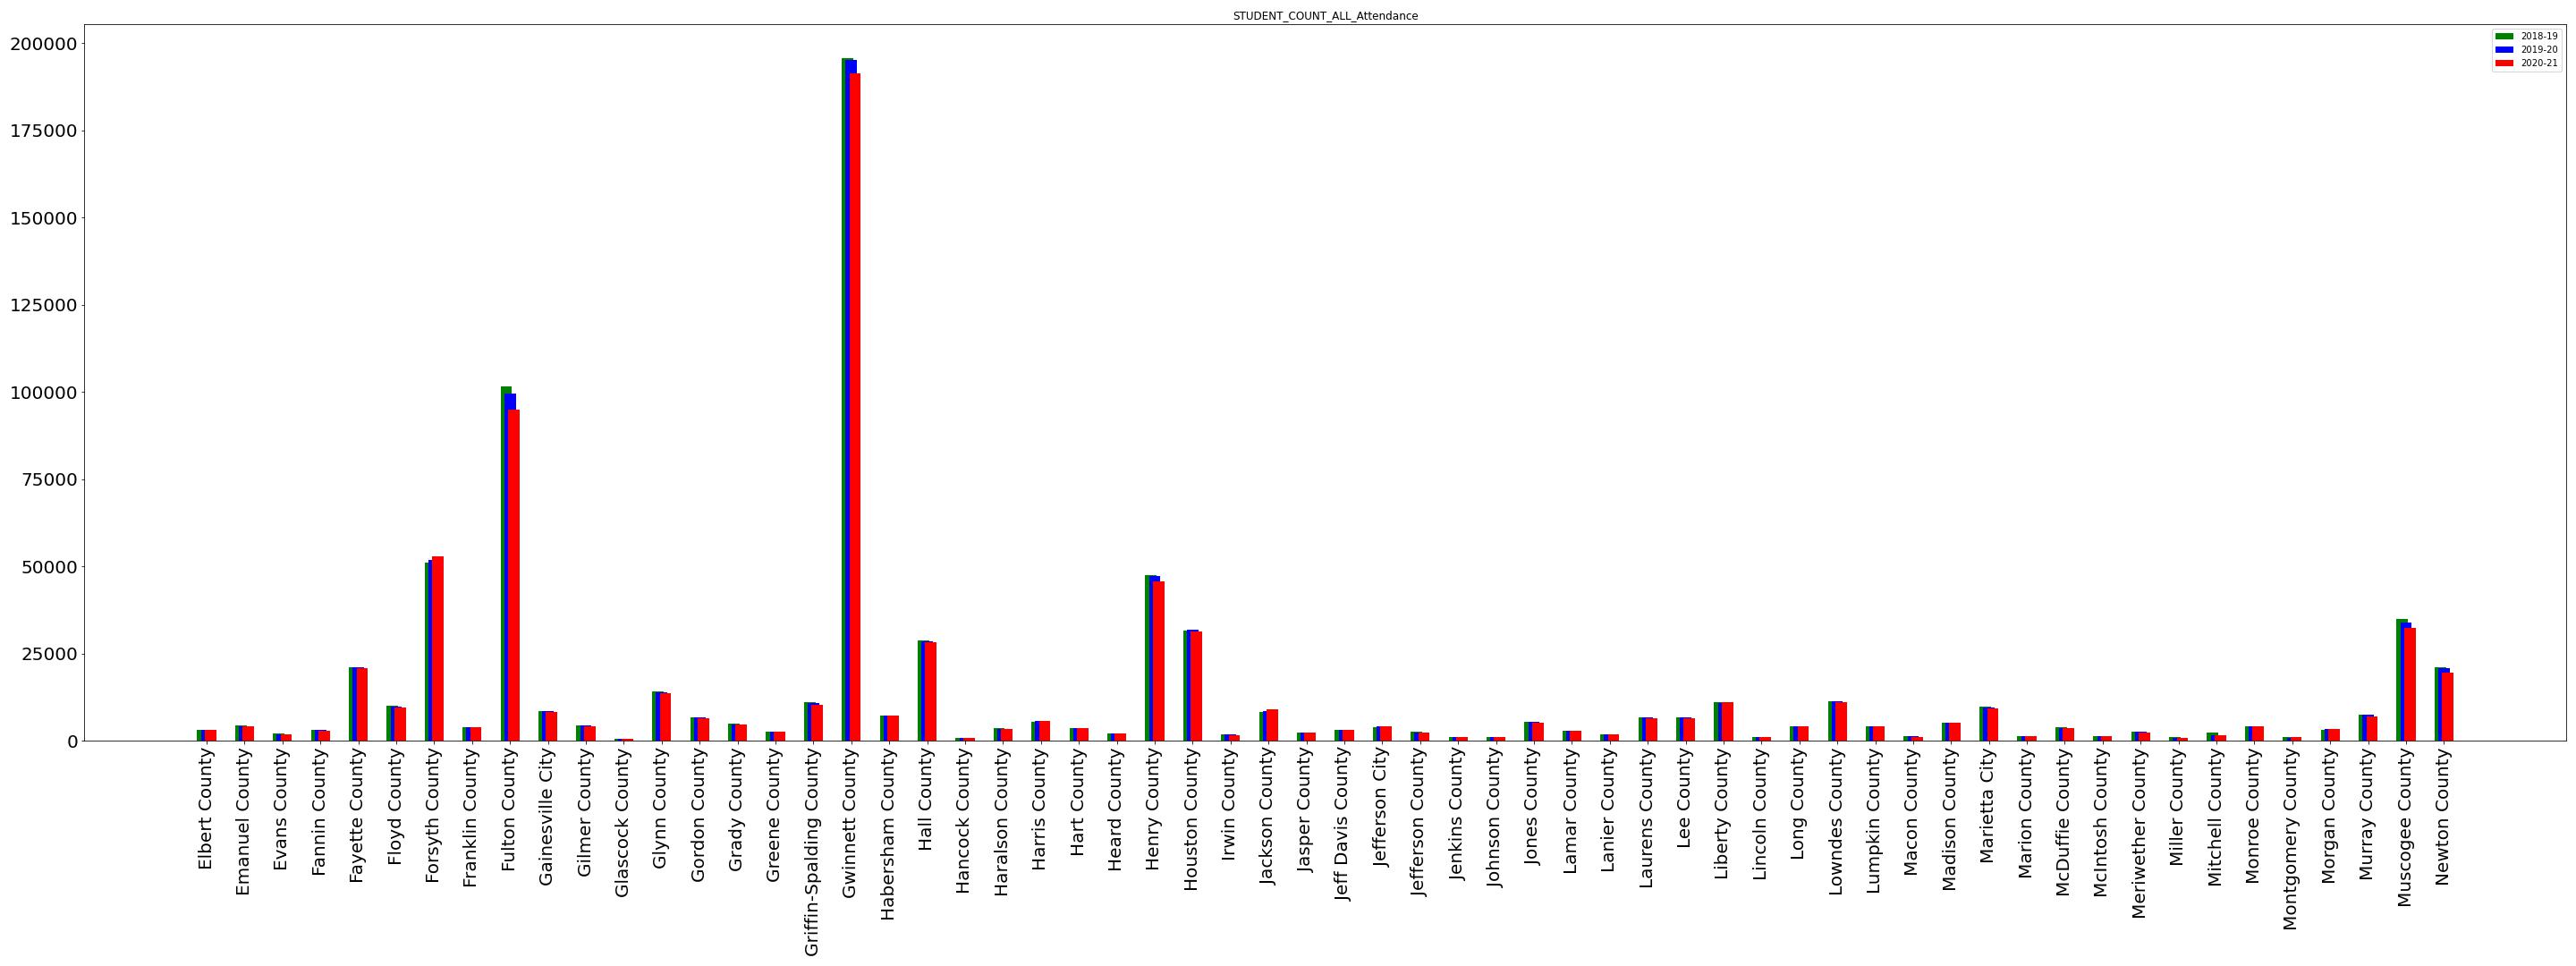 STUDENT_COUNT_ALL_Attendance
2018-19
2019-20
2020-21
200000
175000
150000
125000
100000
75000
50000
25000
0
Elbert County
Emanuel County
Evans County
Fannin County
Fayette County
Floyd County
Forsyth County
Franklin County
Fulton County
Gainesville City
Gilmer County
Glascock County
Glynn County
Gordon County
Grady County
Greene County
Griffin-Spalding County
Gwinnett County
Habersham County
Hall County
Hancock County
Haralson County
Harris County
Hart County
Heard County
Henry County
Houston County
Irwin County
Jackson County
Jasper County
Jeff Davis County
Jefferson City
Jefferson County
Jenkins County
Johnson County
Jones County
Lamar County
Lanier County
Laurens County
Lee County
Liberty County
Lincoln County
Long County
Lowndes County
Lumpkin County
Macon County
Madison County
Marietta City
Marion County
McDuffie County
McIntosh County
Meriwether County
Miller County
Mitchell County
Monroe County
Montgomery County
Morgan County
Murray County
Muscogee County
Newton County